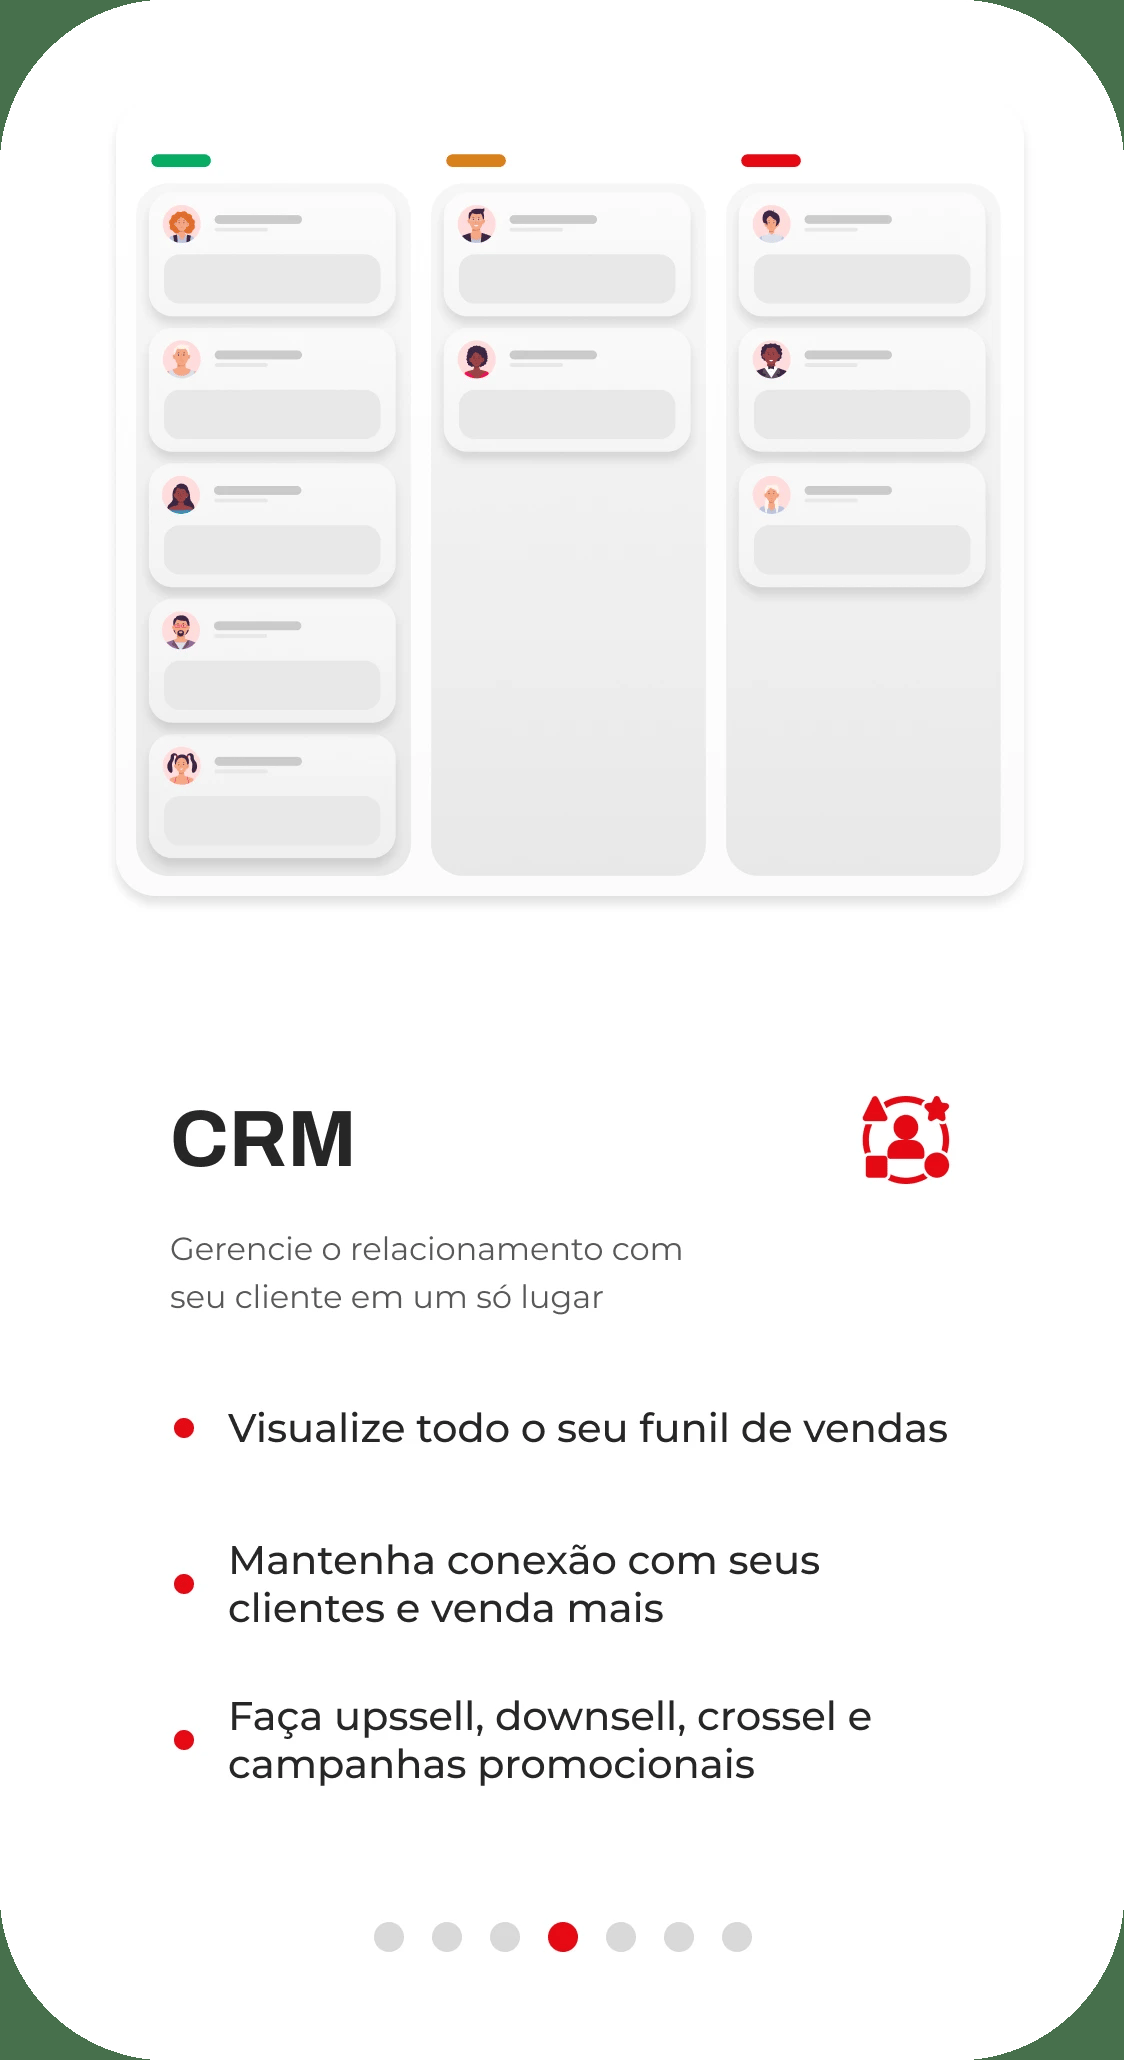 CRM
Gerencie o relacionamento com
seu cliente em um só lugar
Visualize todo o seu funil de vendas
Mantenha conexão com seus
clientes e venda mais
Faça upssell, downsell, crossel e
campanhas promocionais